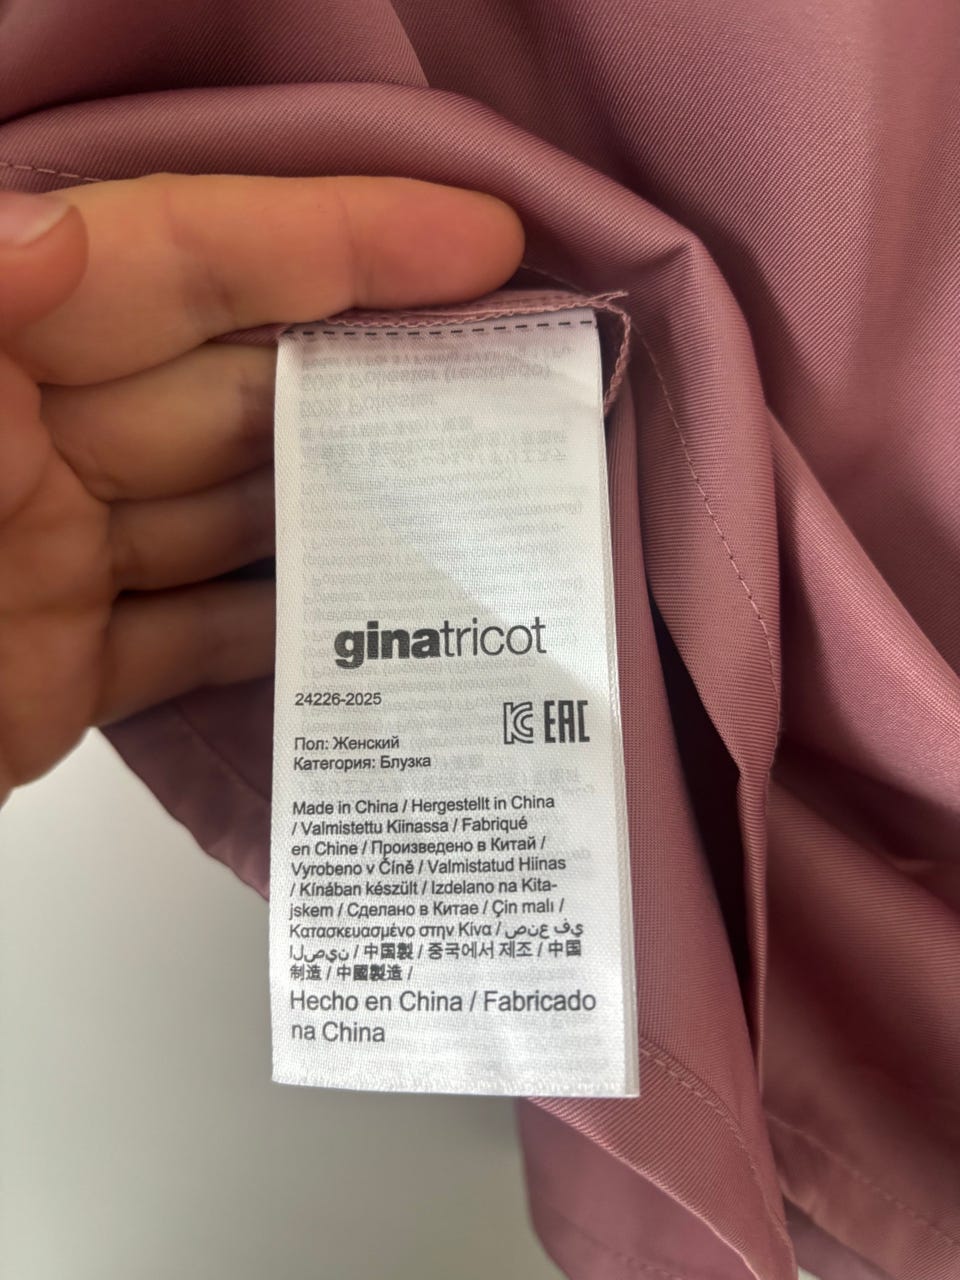 ginatricot
24226-2025
EAC
Пол: Женский
Категория: Блузка
Made in China / Hergestellt in China
/ Valmistettu Kiinassa / Fabriqué
en Chine / Произведено в Китай /
Vyrobeno v Číně / Valmistatud Hiinas
/ Kínában készült / Izdelano na Kita-
jskem / Сделано в Китае / Çin mali /
Κατασκευασμένο στην Κίνα / صنع في
الصين / 中国製 / 중국에서 제조 / 中国
制造 / 中國製造 /
Hecho en China / Fabricado
na China